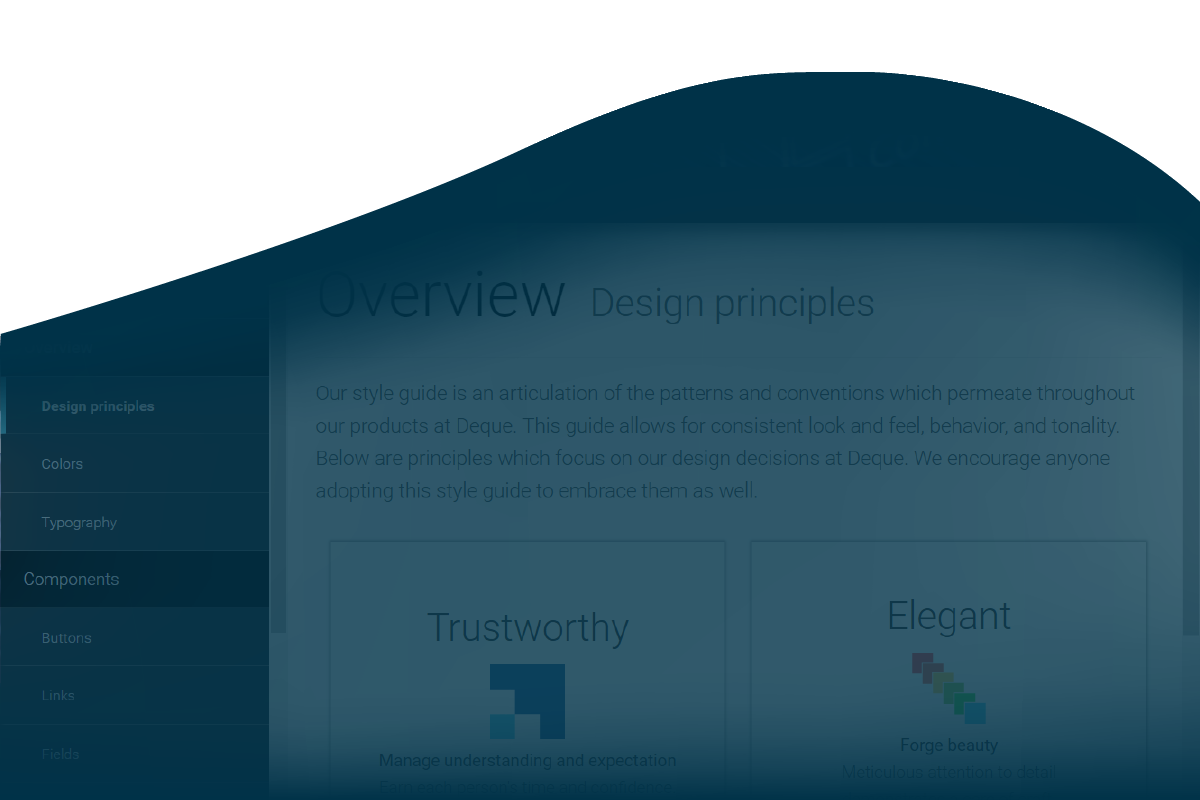 Overview Design principles
Our style guide is an articulation of the patterns and conventions which permeate throughout
our products at Deque. This guide allows for consistent look and feel, behavior, and tonality.
Below are principles which focus on our design decisions at Deque. We encourage anyone
adopting this style guide to embrace them as well.
Design principles
Colors
Typography
Components
Buttons
Links
Fields
Trustworthy
Manage understanding and expectation
Elegant
Forge beauty
Meticulous attention to detail